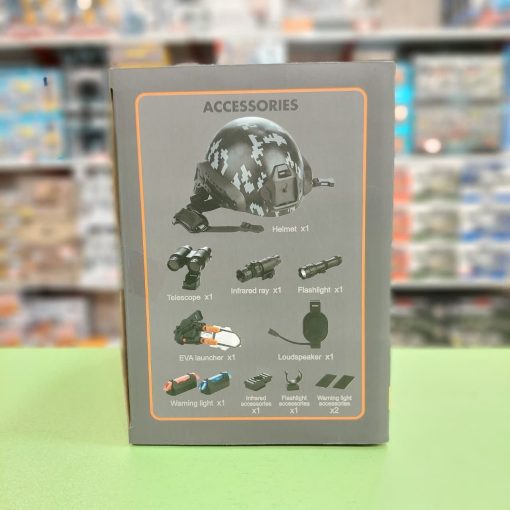 ACCESSORIES
Helmet x1
Telescope x1
Infrared ray x1
Flashlight x1
EVA launcher x1
Loudspeaker x1
Warning light x1
Infrared
accessories
x1
Flashlight
accessories
x1
Warning light
accessories
x2